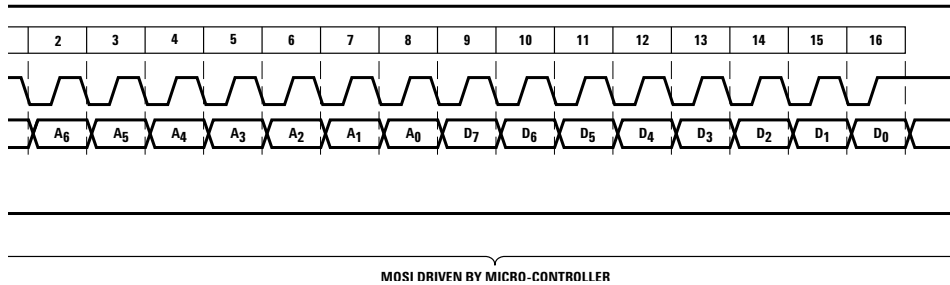 2 3 4 5 6 7 8 9 10 11 12 13 14 15 16
A6 A5 A4 A3 A2 A1 A0 D7 D6 D5 D4 D3 D2 D1 D0
MOSI DRIVEN BY MICRO-CONTROLLER